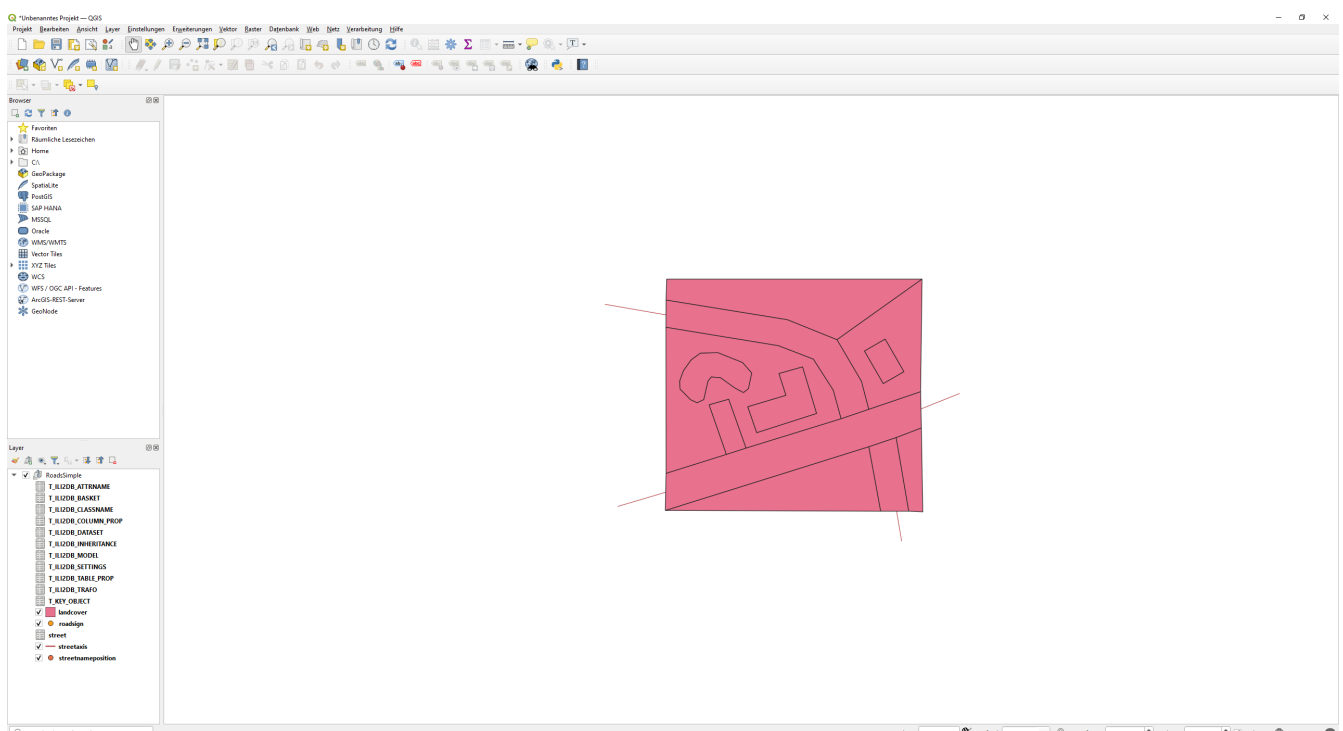 *Unbenanntes Projekt — QGIS
Projekt Bearbeiten Ansicht Layer Einstellungen Erweiterungen Vektor Raster Datenbank Web Netz Verarbeitung Hilfe
Browser
Favoriten
Räumliche Lesezeichen
Home
C:\
GeoPackage
SpatiaLite
PostGIS
SAP HANA
MSSQL
Oracle
WMS/WMTS
Vector Tiles
XYZ Tiles
WCS
WFS / OGC API - Features
ArcGIS-REST-Server
GeoNode
Layer
RoadsSimple
T_ILI2DB_ATTRNAME
T_ILI2DB_BASKET
T_ILI2DB_CLASSNAME
T_ILI2DB_COLUMN_PROP
T_ILI2DB_DATASET
T_ILI2DB_INHERITANCE
T_ILI2DB_MODEL
T_ILI2DB_SETTINGS
T_ILI2DB_TABLE_PROP
T_ILI2DB_TRAFO
T_KEY_OBJECT
landcover
roadsign
street
streetaxis
streetnameposition